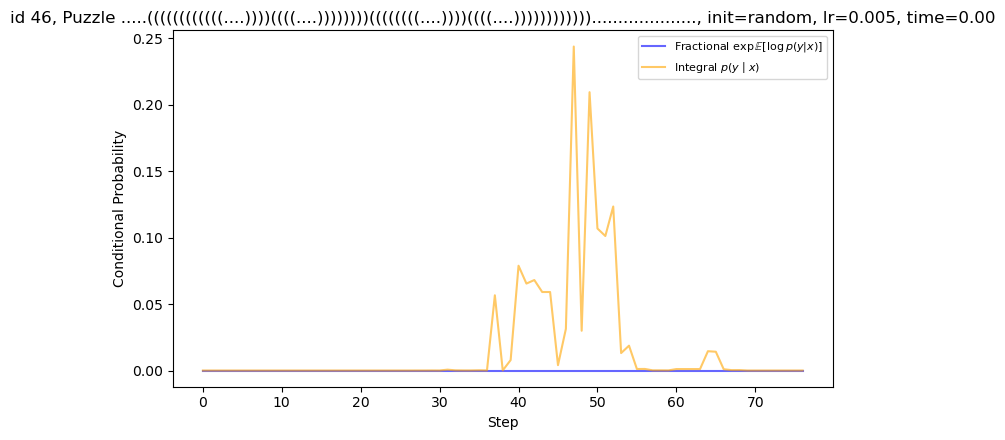 id 46, Puzzle .....((((((((((((....))))((((....))))))))((((((((....))))((((....))))))))))))....................., init=random, lr=0.005, time=0.00
0.25
0.20
0.15
0.10
0.05
0.00
Conditional Probability
Fractional exp𝔼[log p(y|x)]
Integral p(y | x)
0 10 20 30 40 50 60 70
Step